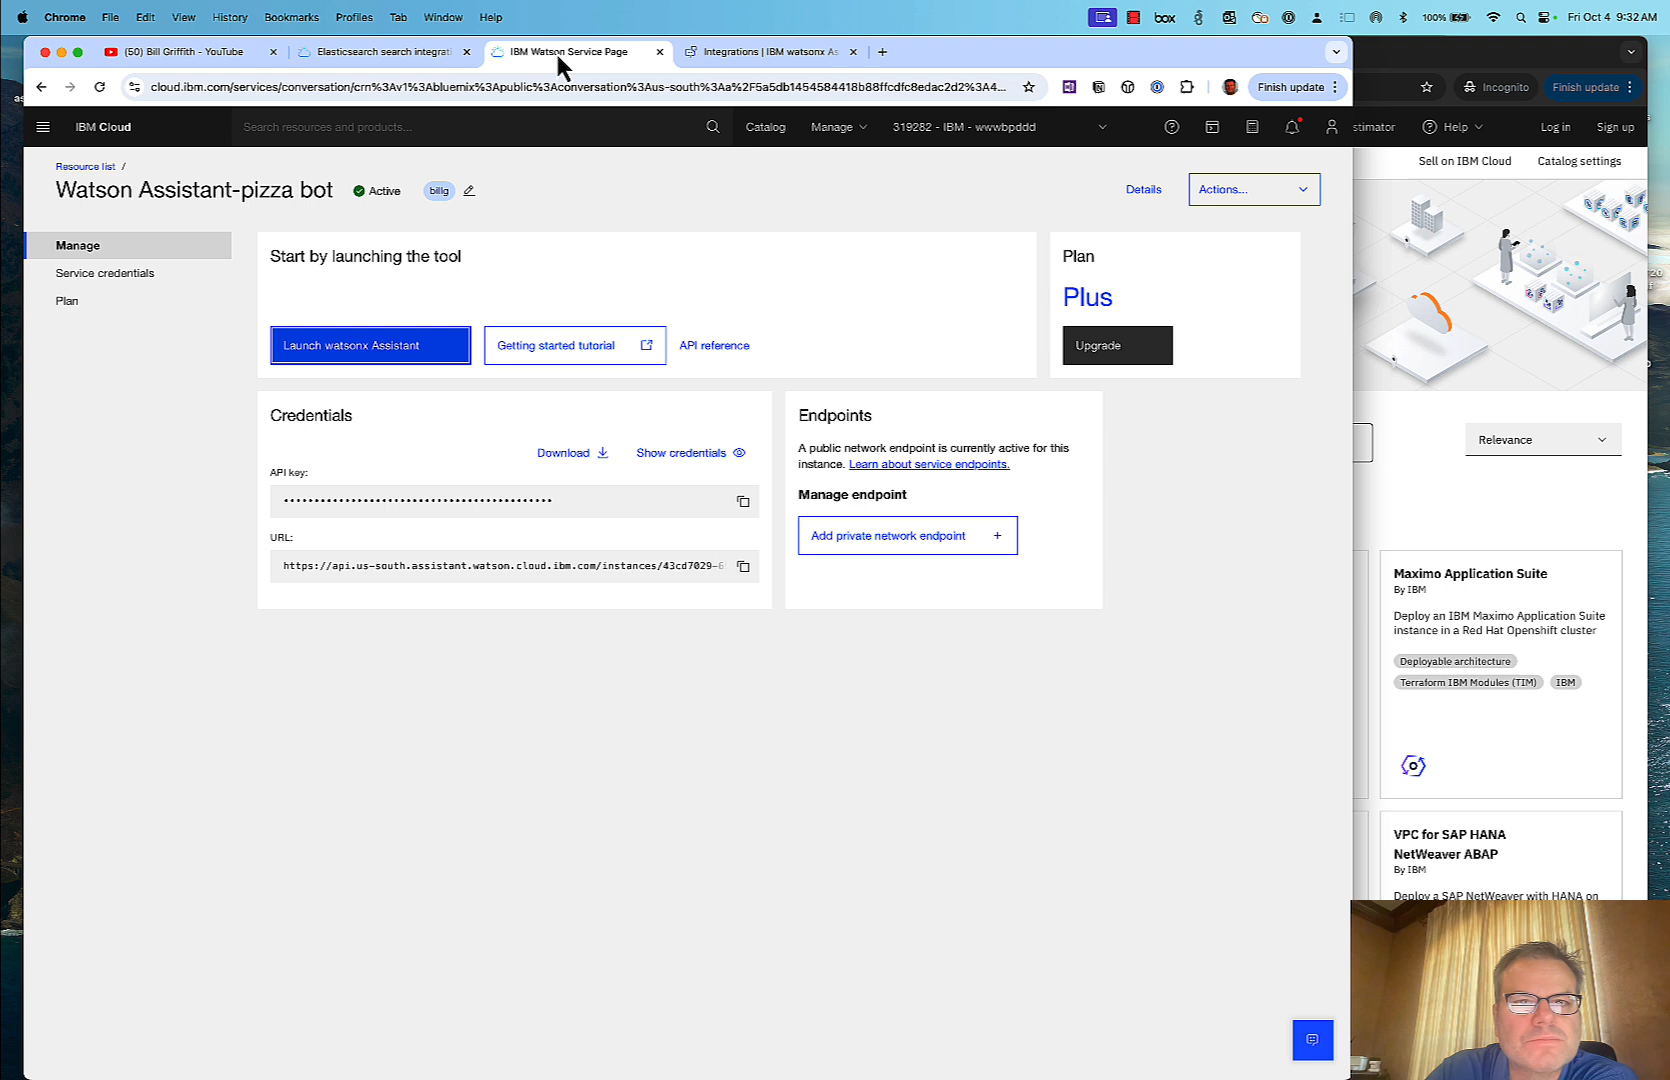 Chrome File Edit View History Bookmarks Profiles Tab Window Help box 100% Fri Oct 4 9:32 AM
(50) Bill Griffith - YouTube Elasticsearch search integrati IBM Watson Service Page Integrations | IBM watsonx As
cloud.ibm.com/services/conversation/crn%3Av1%3Abluemix%3Apublic%3Aconversation%3Aus-south%3Aa%2F5a5db1454584418b88ffcdfc8edac2d2%3A4... Finish update Incognito Finish update
IBM Cloud Search resources and products... Catalog Manage 319282 - IBM - wwwbpddd stimator Help Log in Sign up
Sell on IBM Cloud Catalog settings
Resource list /
Watson Assistant-pizza bot Active billg Details Actions...
Manage
Service credentials
Plan
Start by launching the tool
Launch watsonx Assistant Getting started tutorial API reference
Plan
Plus
Upgrade
Credentials
Download Show credentials
API key:
URL:
https://api.us-south.assistant.watson.cloud.ibm.com/instances/43cd7029-6
Endpoints
A public network endpoint is currently active for this
instance. Learn about service endpoints.
Manage endpoint
Add private network endpoint +
Relevance
Maximo Application Suite
By IBM
Deploy an IBM Maximo Application Suite
instance in a Red Hat Openshift cluster
Deployable architecture
Terraform IBM Modules (TIM) IBM
VPC for SAP HANA
NetWeaver ABAP
By IBM
Deploy a SAP NetWeaver with HANA on